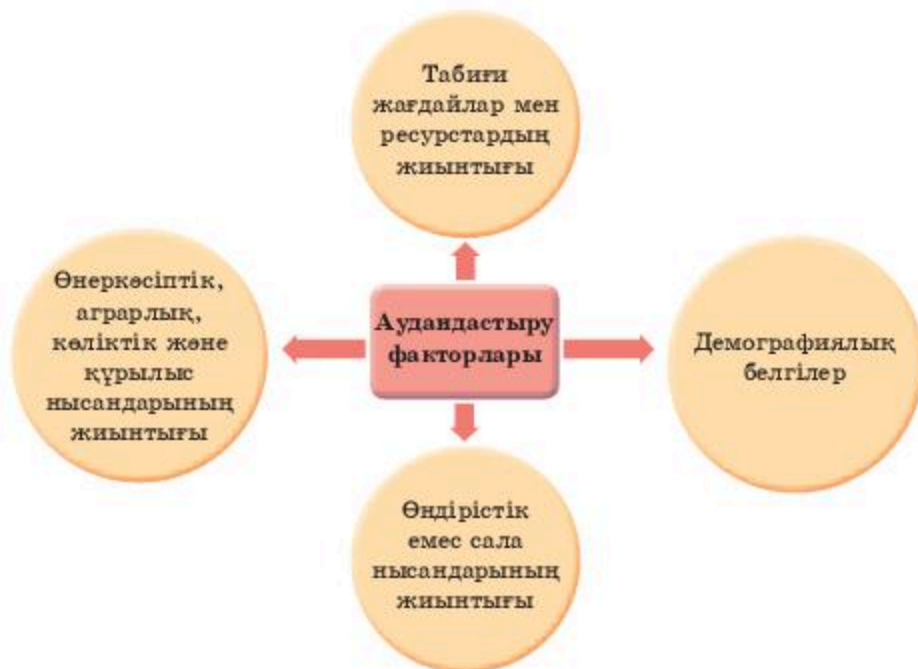 Табиғи
жағдайлар мен
ресурстардың
жиынтығы
Өнеркәсіптік,
аграрлық,
көліктік және
құрылыс
нысандарының
жиынтығы
Аудандастыру
факторлары
Демографиялық
белгілер
Өндірістік
емес сала
нысандарының
жиынтығы